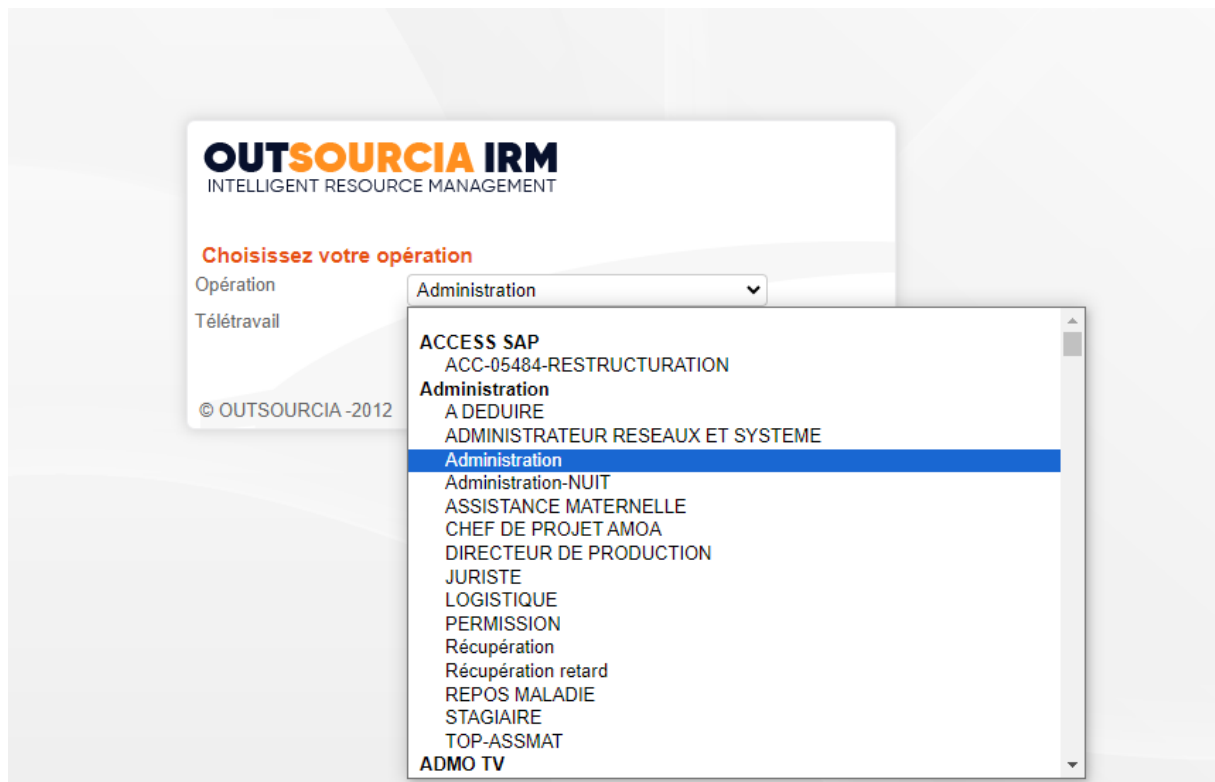 OUTSOURCIA IRM
INTELLIGENT RESOURCE MANAGEMENT
Choisissez votre opération
Opération
Administration
Télétravail
ACCESS SAP
ACC-05484-RESTRUCTURATION
Administration
A DEDUIRE
ADMINISTRATEUR RESEAUX ET SYSTEME
Administration
Administration-NUIT
ASSISTANCE MATERNELLE
CHEF DE PROJET AMOA
DIRECTEUR DE PRODUCTION
JURISTE
LOGISTIQUE
PERMISSION
Récupération
Récupération retard
REPOS MALADIE
STAGIAIRE
TOP-ASSMAT
ADMO TV
© OUTSOURCIA -2012